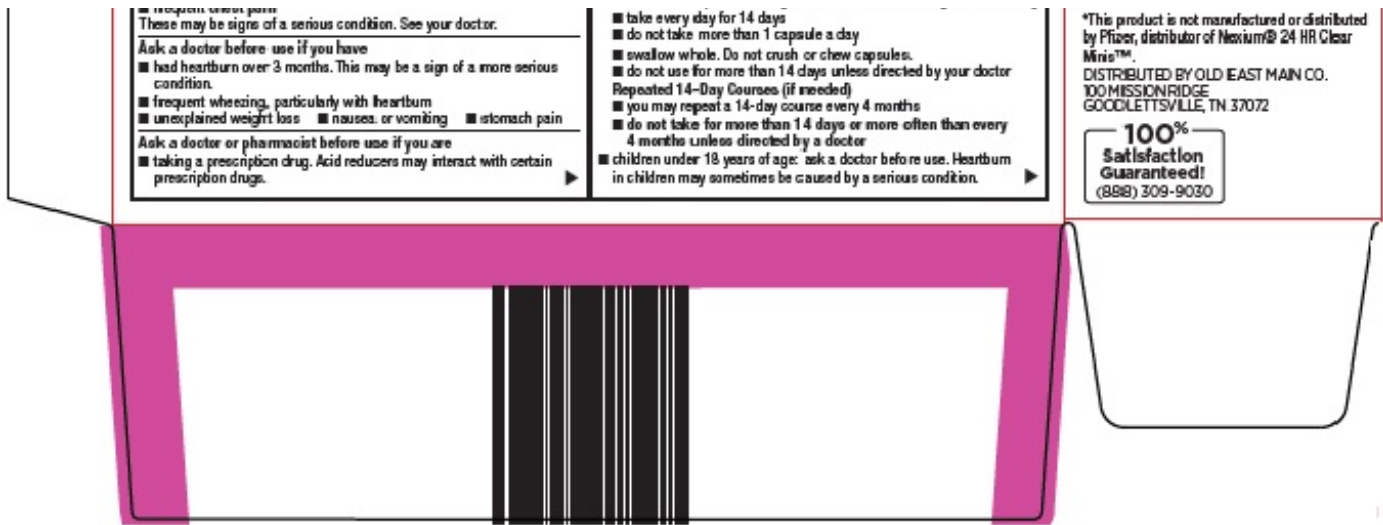 ■ frequent chest pain
These may be signs of a serious condition. See your doctor.
Ask a doctor before use if you have
■ had heartburn over 3 months. This may be a sign of a more serious
condition.
■ frequent wheezing, particularly with heartburn
■ unexplained weight loss ■ nausea or vomiting ■ stomach pain
Ask a doctor or pharmacist before use if you are
■ taking a prescription drug. Acid reducers may interact with certain
prescription drugs.
■ take every day for 14 days
■ do not take more than 1 capsule a day
■ swallow whole. Do not crush or chew capsules.
■ do not use for more than 14 days unless directed by your doctor
Repeated 14-Day Courses (if needed)
■ you may repeat a 14-day course every 4 months
■ do not take for more than 14 days or more often than every
4 months unless directed by a doctor
■ children under 18 years of age: ask a doctor before use. Heartburn
in children may sometimes be caused by a serious condition.
*This product is not manufactured or distributed
by Pfizer, distributor of Nexium® 24 HR Clear
Minis™.
DISTRIBUTED BY OLD EAST MAIN CO.
100 MISSION RIDGE
GOODLETTSVILLE, TN 37072
100%
Satisfaction
Guaranteed!
(888) 309-9030